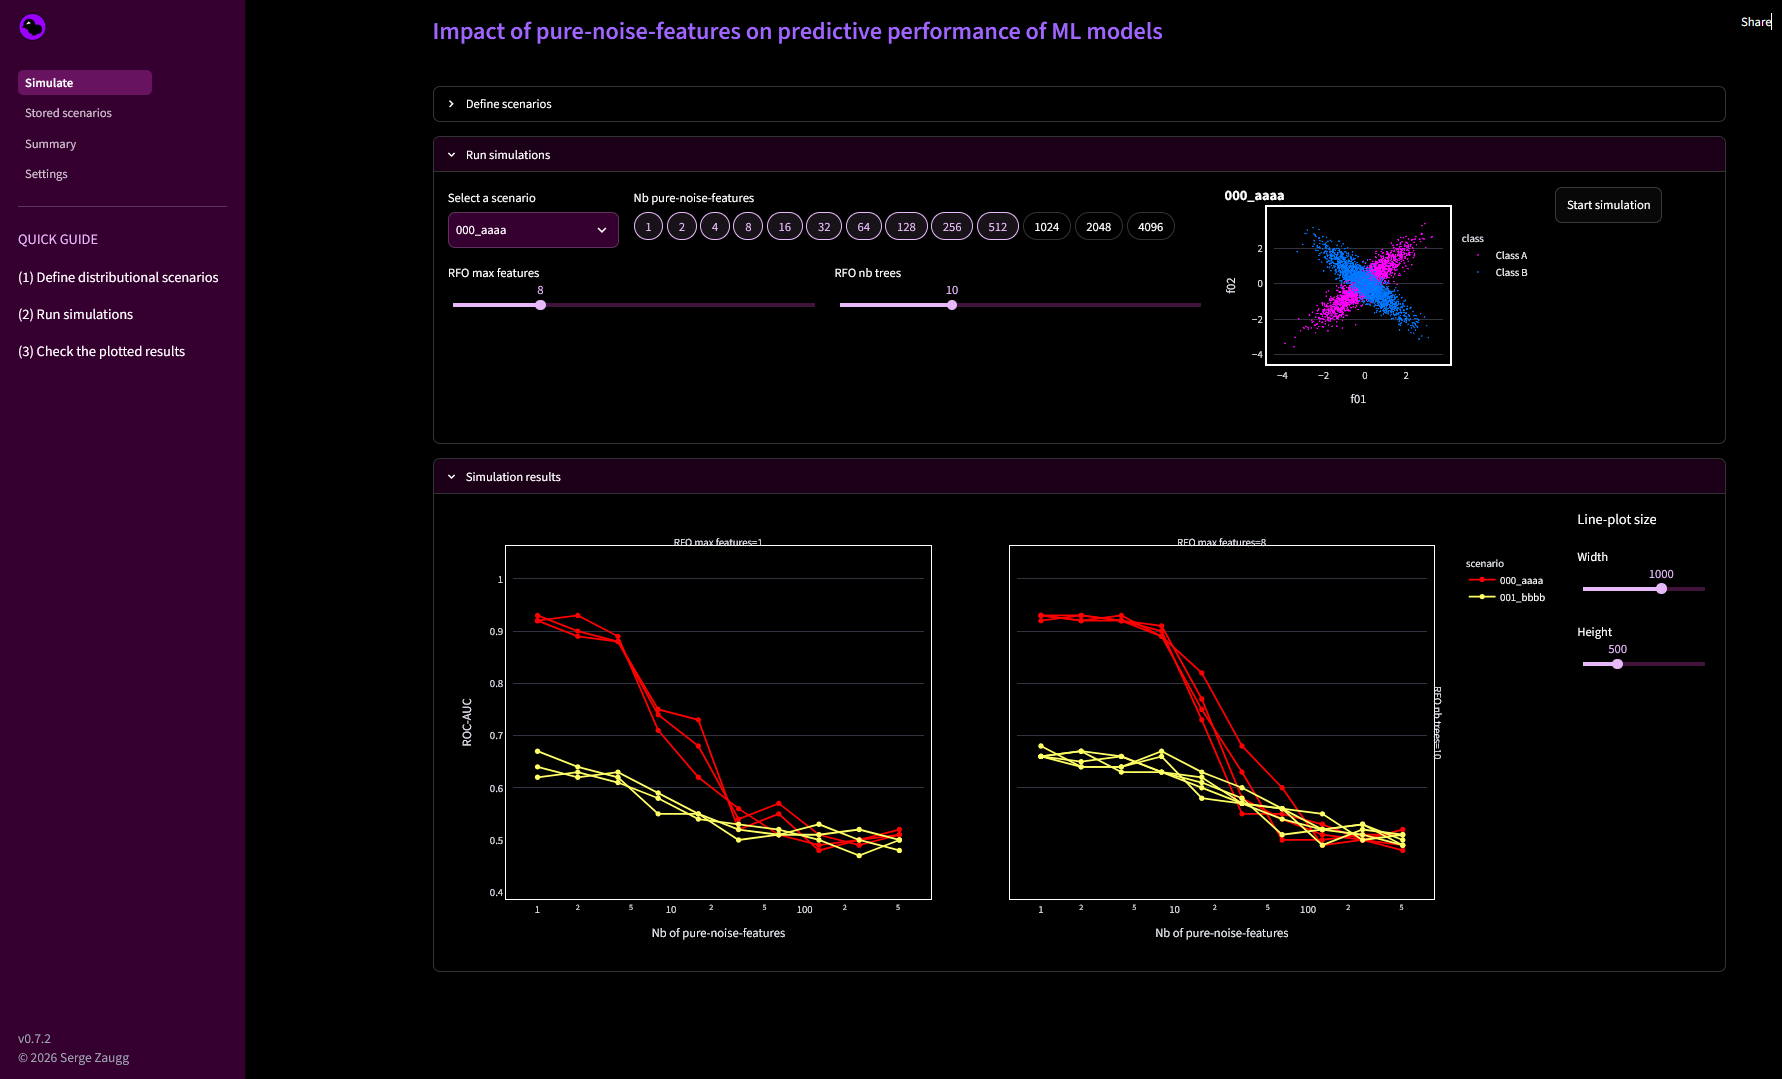 Share
Simulate
Stored scenarios
Summary
Settings
QUICK GUIDE
(1) Define distributional scenarios
(2) Run simulations
(3) Check the plotted results
v0.7.2
© 2026 Serge Zaugg
Impact of pure-noise-features on predictive performance of ML models
Define scenarios
Run simulations
Select a scenario
000_aaaa
Nb pure-noise-features
1 2 4 8 16 32 64 128 256 512 1024 2048 4096
RFO max features
8
RFO nb trees
10
000_aaaa
f02
2
0
−2
−4
−4 −2 0 2
f01
class
Class A
Class B
Start simulation
Simulation results
RFO max features=1
RFO max features=8
ROC-AUC
1
0.9
0.8
0.7
0.6
0.5
0.4
1 2 5 10 2 5 100 2 5
Nb of pure-noise-features
1 2 5 10 2 5 100 2 5
Nb of pure-noise-features
RFO nb trees=10
scenario
000_aaaa
001_bbbb
Line-plot size
Width
1000
Height
500